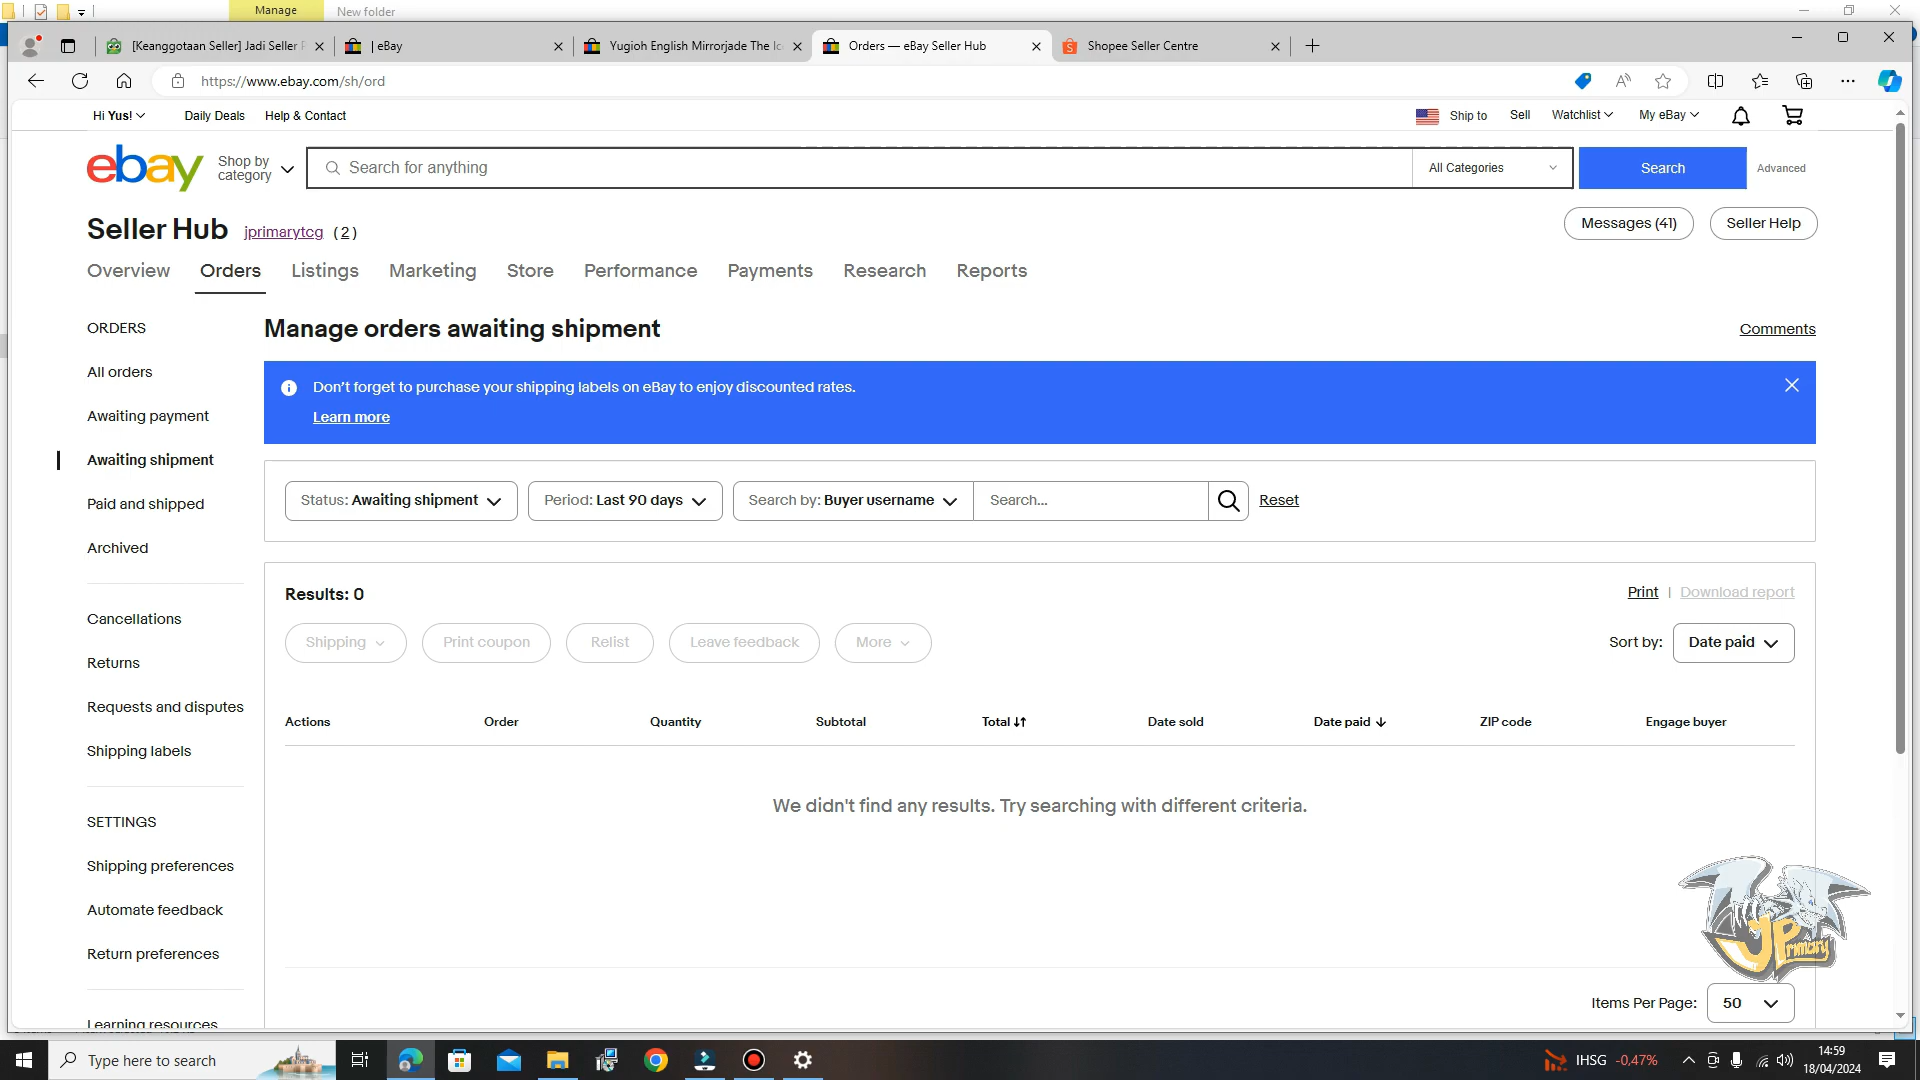 Manage
New folder
[Keanggotaan Seller] Jadi Seller
| eBay
Yugioh English Mirrorjade The Ic
Orders — eBay Seller Hub
Shopee Seller Centre
https://www.ebay.com/sh/ord
Hi Yus!
Daily Deals
Help & Contact
Ship to
Sell
Watchlist
My eBay
ebay
Shop by category
Search for anything
All Categories
Search
Advanced
Seller Hub
jprimarytcg (2)
Messages (41)
Seller Help
Overview
Orders
Listings
Marketing
Store
Performance
Payments
Research
Reports
ORDERS
All orders
Awaiting payment
Awaiting shipment
Paid and shipped
Archived
Cancellations
Returns
Requests and disputes
Shipping labels
SETTINGS
Shipping preferences
Automate feedback
Return preferences
Learning resources
Manage orders awaiting shipment
Comments
Don't forget to purchase your shipping labels on eBay to enjoy discounted rates.
Learn more
Status: Awaiting shipment
Period: Last 90 days
Search by: Buyer username
Search...
Reset
Results: 0
Print | Download report
Shipping
Print coupon
Relist
Leave feedback
More
Sort by:
Date paid
Actions
Order
Quantity
Subtotal
Total
Date sold
Date paid
ZIP code
Engage buyer
We didn't find any results. Try searching with different criteria.
JPrimary
Items Per Page:
50
Type here to search
IHSG -0,47%
14:59
18/04/2024